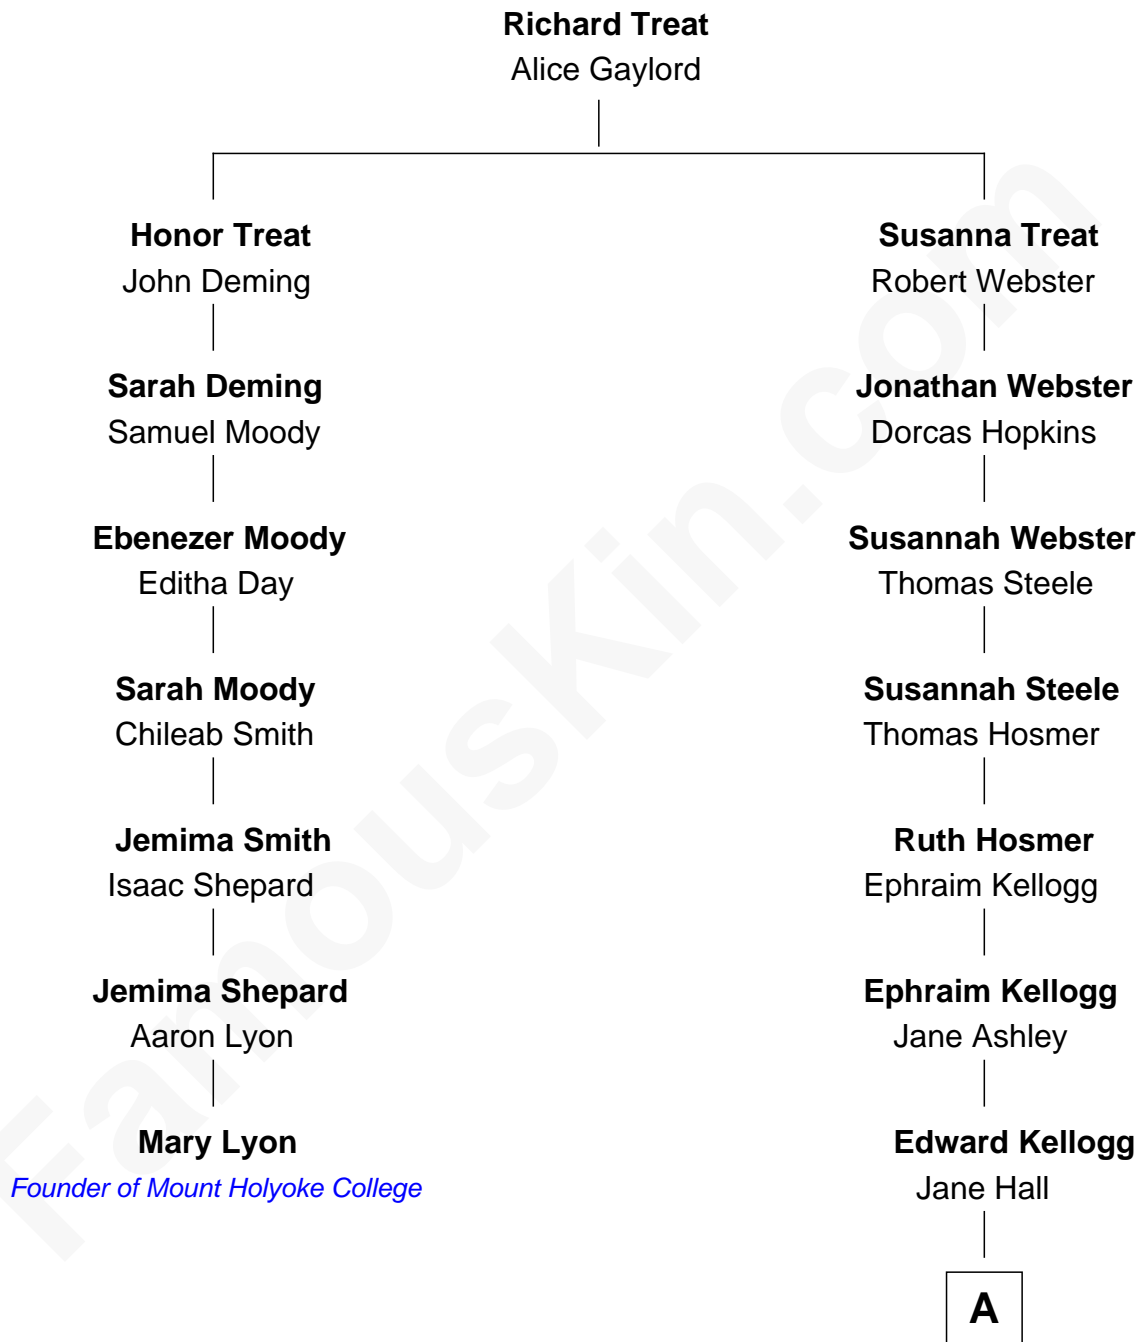 Richard Treat
Alice Gaylord
Honor Treat
John Deming
Sarah Deming
Samuel Moody
Ebenezer Moody
Editha Day
Sarah Moody
Chileab Smith
Jemima Smith
Isaac Shepard
Jemima Shepard
Aaron Lyon
Mary Lyon
Founder of Mount Holyoke College
Susanna Treat
Robert Webster
Jonathan Webster
Dorcas Hopkins
Susannah Webster
Thomas Steele
Susannah Steele
Thomas Hosmer
Ruth Hosmer
Ephraim Kellogg
Ephraim Kellogg
Jane Ashley
Edward Kellogg
Jane Hall
A
FamousKin.com